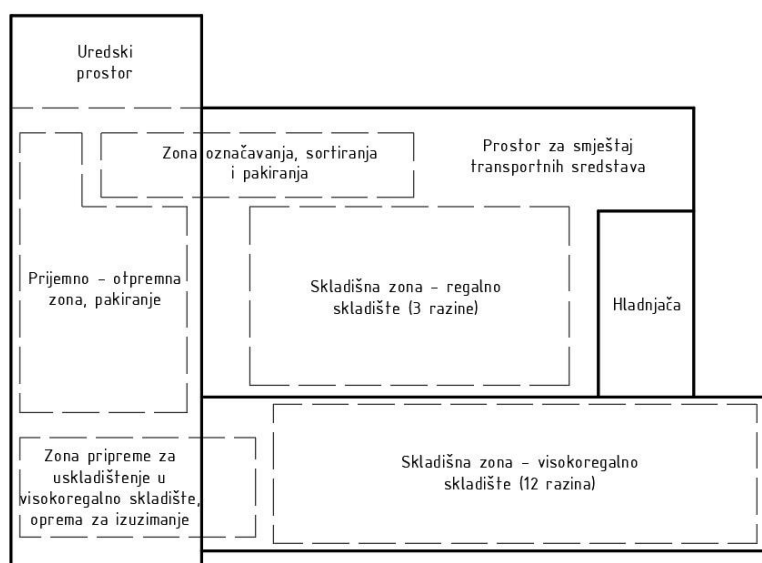 Uredski
prostor
Zona označavanja, sortiranja
i pakiranja
Prostor za smještaj
transportnih sredstava
Prijemno - otpremna
zona, pakiranje
Skladišna zona - regalno
skladište (3 razine)
Hladnjača
Zona pripreme za
uskladištenje u
visokoregalno skladište,
oprema za izuzimanje
Skladišna zona - visokoregalno
skladište (12 razina)